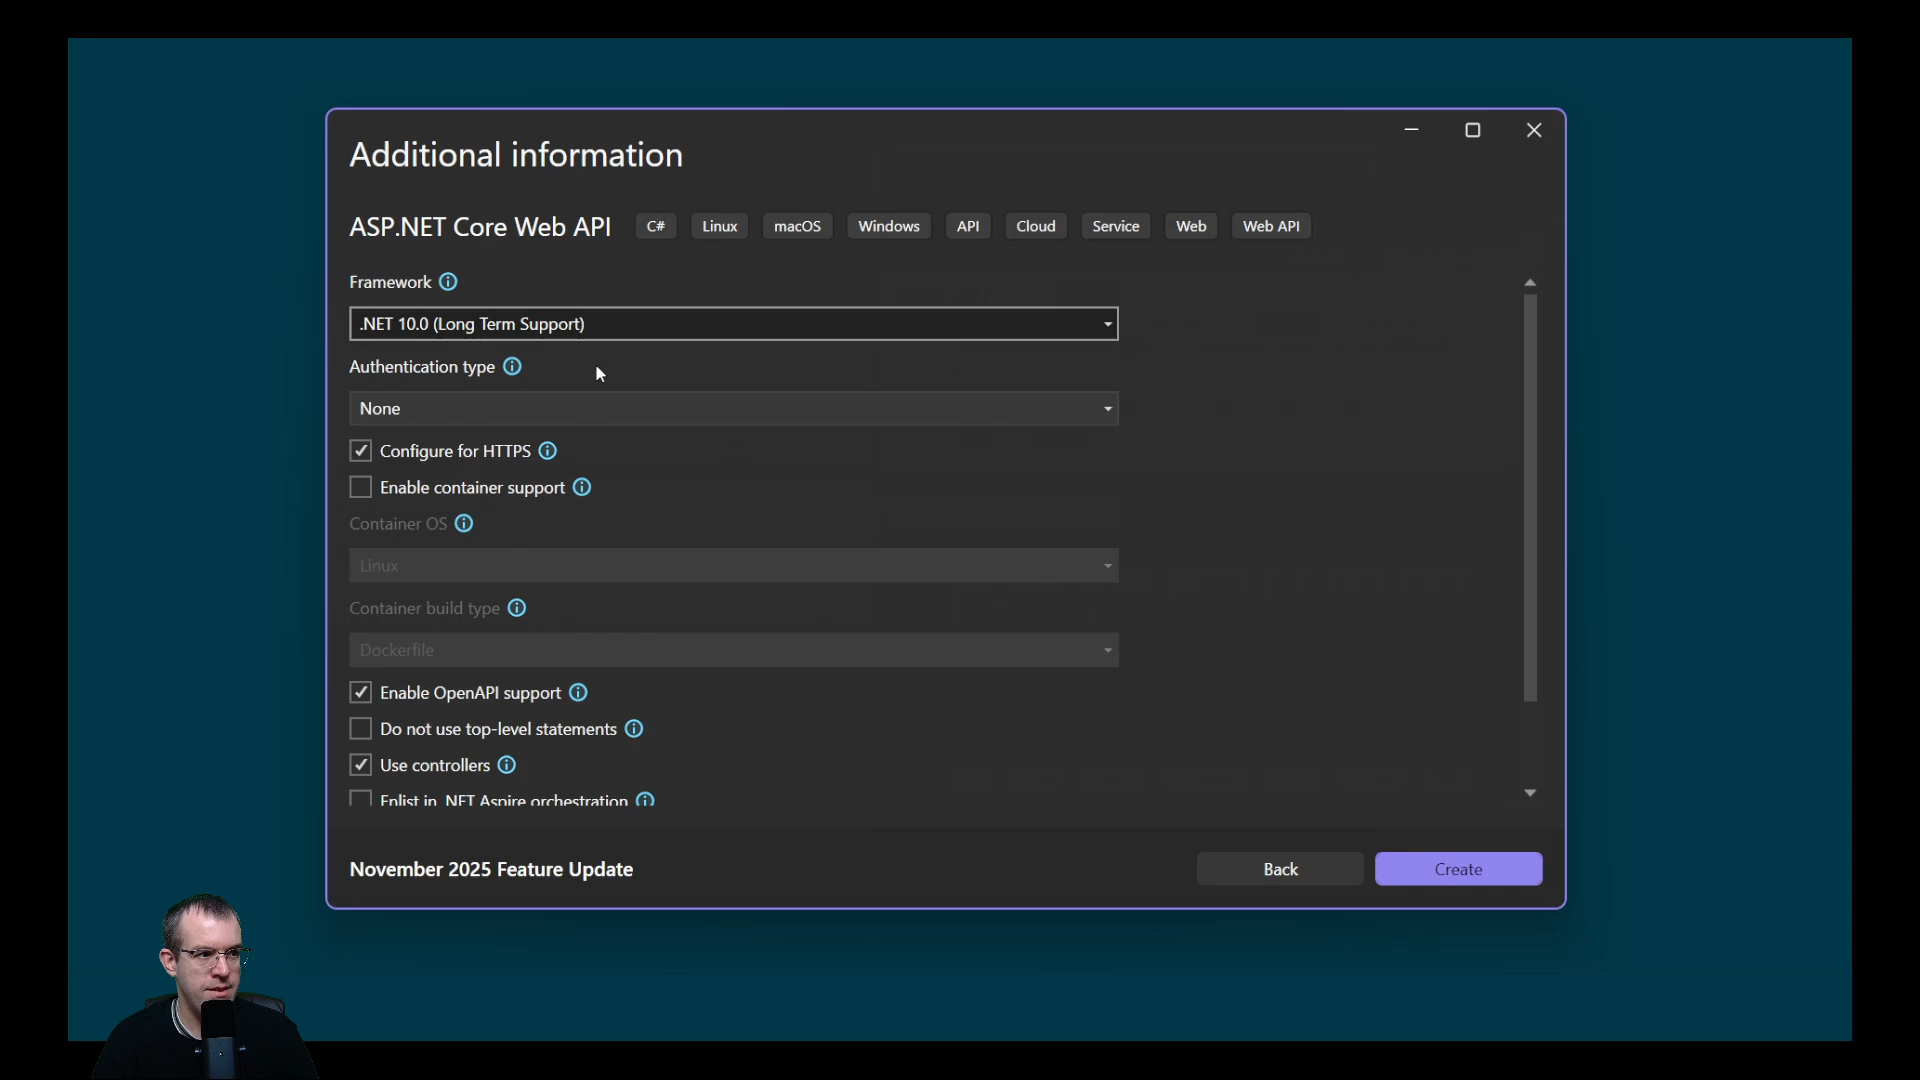 Additional information
ASP.NET Core Web API C# Linux macOS Windows API Cloud Service Web Web API
Framework
.NET 10.0 (Long Term Support)
Authentication type
None
Configure for HTTPS
Enable container support
Container OS
Linux
Container build type
Dockerfile
Enable OpenAPI support
Do not use top-level statements
Use controllers
Enlist in .NET Aspire orchestration
November 2025 Feature Update
Back Create